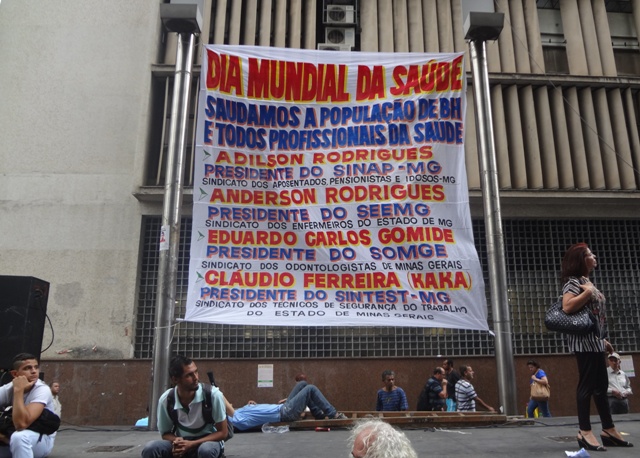 DIA MUNDIAL DA SAÚDE
SAUDAMOS A POPULAÇÃO DE BH
E TODOS PROFISSIONAIS DA SAÚDE
ADILSON RODRIGUES
PRESIDENTE DO SINAP-MG
SINDICATO DOS APOSENTADOS, PENSIONISTAS E IDOSOS-MG
ANDERSON RODRIGUES
PRESIDENTE DO SEEMG
SINDICATO DOS ENFERMEIROS DO ESTADO DE MG
EDUARDO CARLOS GOMIDE
PRESIDENTE DO SOMGE
SINDICATO DOS ODONTOLOGISTAS DE MINAS GERAIS
CLÁUDIO FERREIRA (KAKA)
PRESIDENTE DO SINTEST-MG
SINDICATO DOS TÉCNICOS DE SEGURANÇA DO TRABALHO
DO ESTADO DE MINAS GERAIS